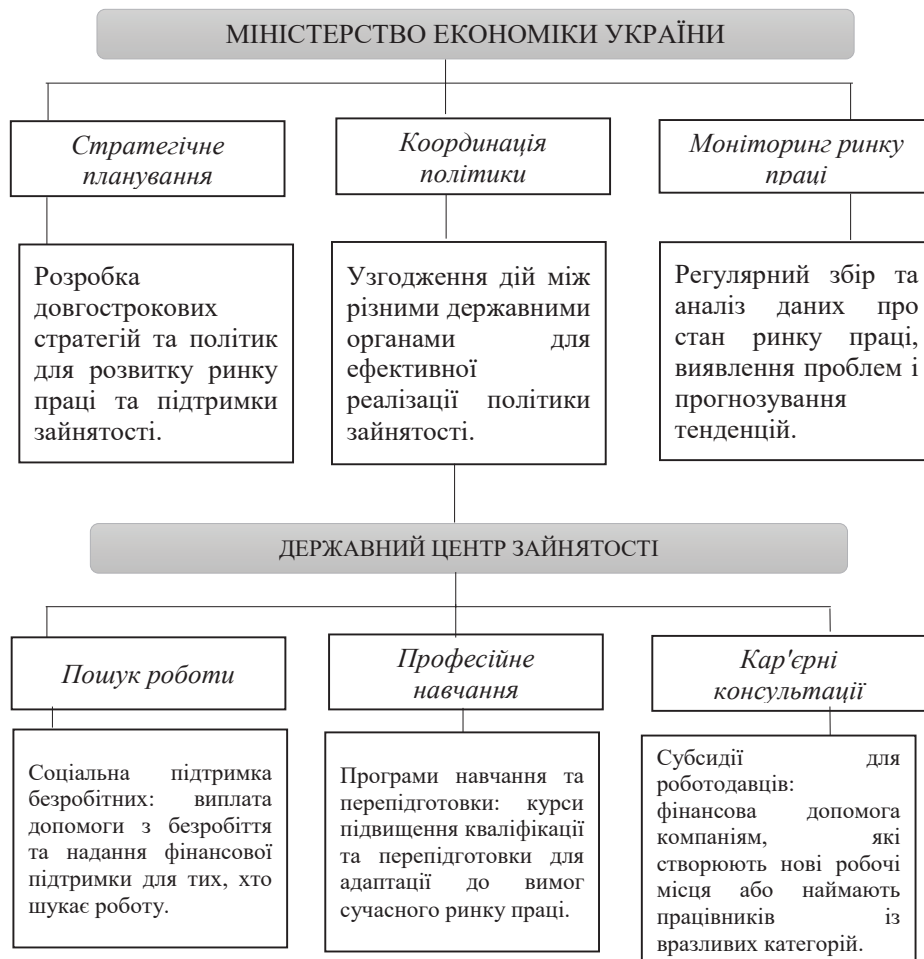 МІНІСТЕРСТВО ЕКОНОМІКИ УКРАЇНИ
Стратегічне
планування
Координація
політики
Моніторинг ринку
праці
Розробка
довгострокових
стратегій та політик
для розвитку ринку
праці та підтримки
зайнятості.
Узгодження дій між
різними державними
органами для
ефективної
реалізації політики
зайнятості.
Регулярний збір та
аналіз даних про
стан ринку праці,
виявлення проблем і
прогнозування
тенденцій.
ДЕРЖАВНИЙ ЦЕНТР ЗАЙНЯТОСТІ
Пошук роботи
Професійне
навчання
Кар'єрні
консультації
Соціальна підтримка
безробітних: виплата
допомоги з безробіття
та надання фінансової
підтримки для тих, хто
шукає роботу.
Програми навчання та
перепідготовки: курси
підвищення кваліфікації
та перепідготовки для
адаптації до вимог
сучасного ринку праці.
Субсидії для
роботодавців:
фінансова допомога
компаніям, які
створюють нові робочі
місця або наймають
працівників із
вразливих категорій.